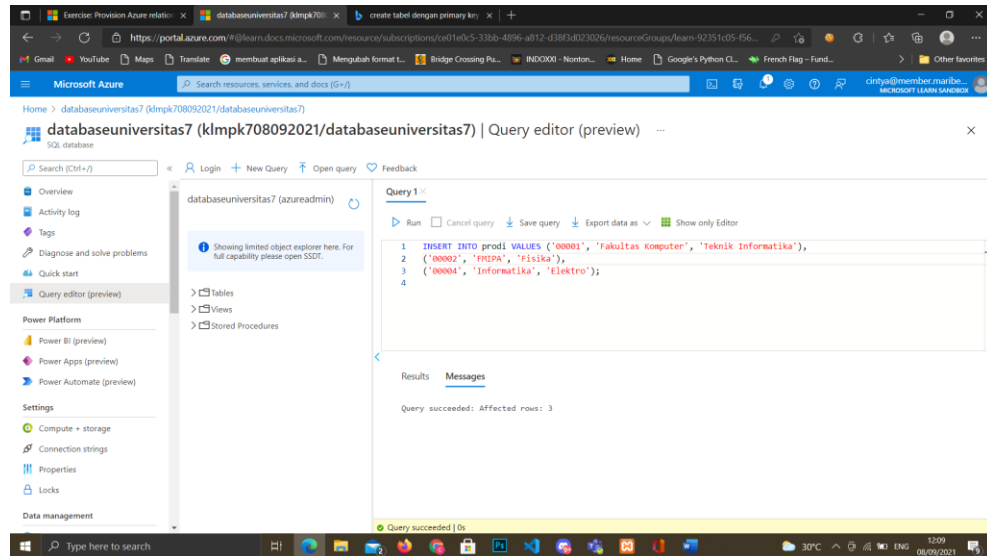 Exercise: Provision Azure relation
databaseuniversitas7 (klmpk708
create tabel dengan primary key
https://portal.azure.com/#@learn.docs.microsoft.com/resource/subscriptions/ce01e0c5-33bb-4896-a812-d38f3d023026/resourceGroups/learn-92351c05-f56...
Gmail YouTube Maps Translate membuat aplikasi a... Mengubah format t... Bridge Crossing Pu... INDOXXI - Nonton... Home Google's Python Cl... French Flag – Fund... Other favorites
Microsoft Azure
Search resources, services, and docs (G+/)
cintya@member.maribe...
MICROSOFT LEARN SANDBOX
Home > databaseuniversitas7 (klmpk708092021/databaseuniversitas7)
databaseuniversitas7 (klmpk708092021/databaseuniversitas7) | Query editor (preview) ...
SQL database
Search (Ctrl+/)
Login New Query Open query Feedback
Overview
Activity log
Tags
Diagnose and solve problems
Quick start
Query editor (preview)
Power Platform
Power BI (preview)
Power Apps (preview)
Power Automate (preview)
Settings
Compute + storage
Connection strings
Properties
Locks
Data management
databaseuniversitas7 (azureadmin)
Showing limited object explorer here. For
full capability please open SSDT.
Tables
Views
Stored Procedures
Query 1
Run Cancel query Save query Export data as Show only Editor
1 INSERT INTO prodi VALUES ('00001', 'Fakultas Komputer', 'Teknik Informatika'),
2 ('00002', 'FMIPA', 'Fisika'),
3 ('00004', 'Informatika', 'Elektro');
4
Results Messages
Query succeeded: Affected rows: 3
Query succeeded | 0s
Type here to search
30°C
ENG
12:09
08/09/2021